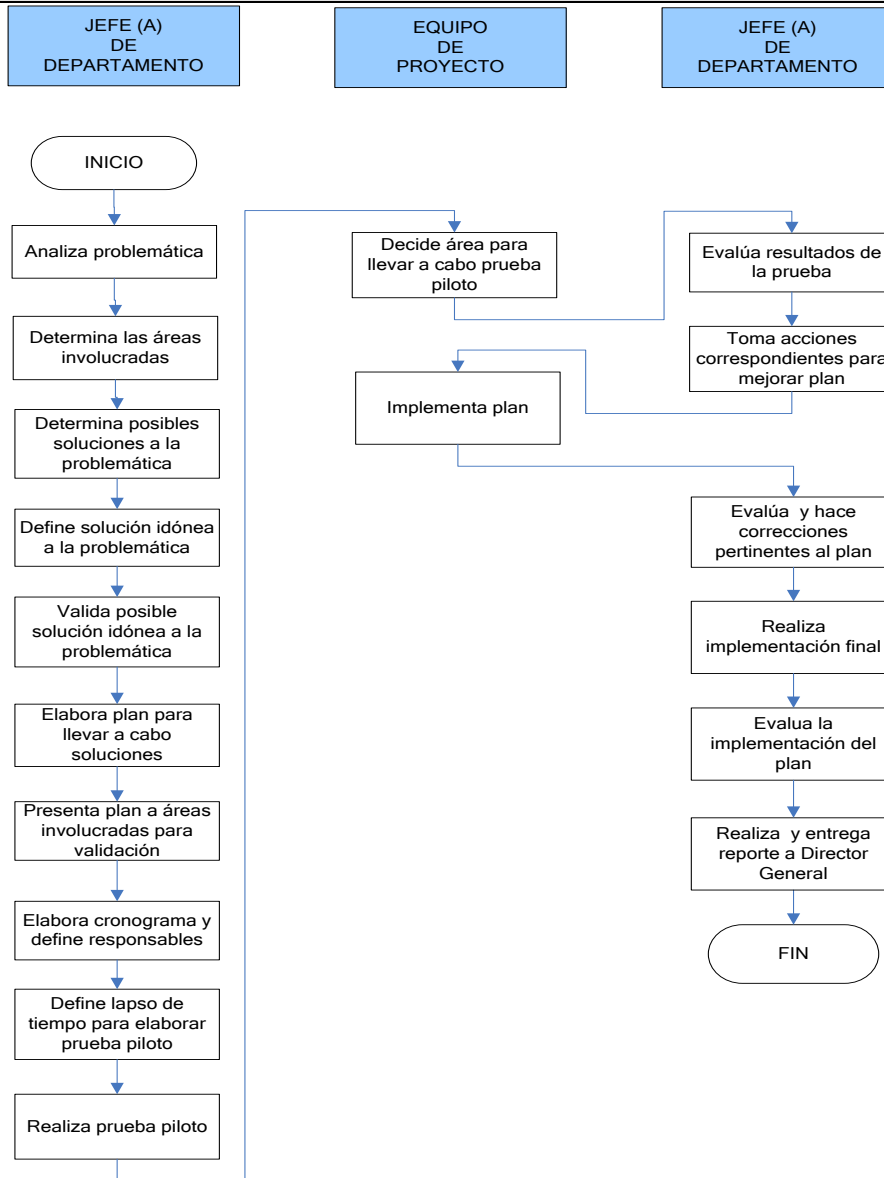 JEFE (A)
DE
DEPARTAMENTO
EQUIPO
DE
PROYECTO
JEFE (A)
DE
DEPARTAMENTO
INICIO
Analiza problemática
Determina las áreas
involucradas
Determina posibles
soluciones a la
problemática
Define solución idónea
a la problemática
Valida posible
solución idónea a la
problemática
Elabora plan para
llevar a cabo
soluciones
Presenta plan a áreas
involucradas para
validación
Elabora cronograma y
define responsables
Define lapso de
tiempo para elaborar
prueba piloto
Realiza prueba piloto
Decide área para
llevar a cabo prueba
piloto
Implementa plan
Evalúa resultados de
la prueba
Toma acciones
correspondientes para
mejorar plan
Evalúa y hace
correcciones
pertinentes al plan
Realiza
implementación final
Evalua la
implementación del
plan
Realiza y entrega
reporte a Director
General
FIN